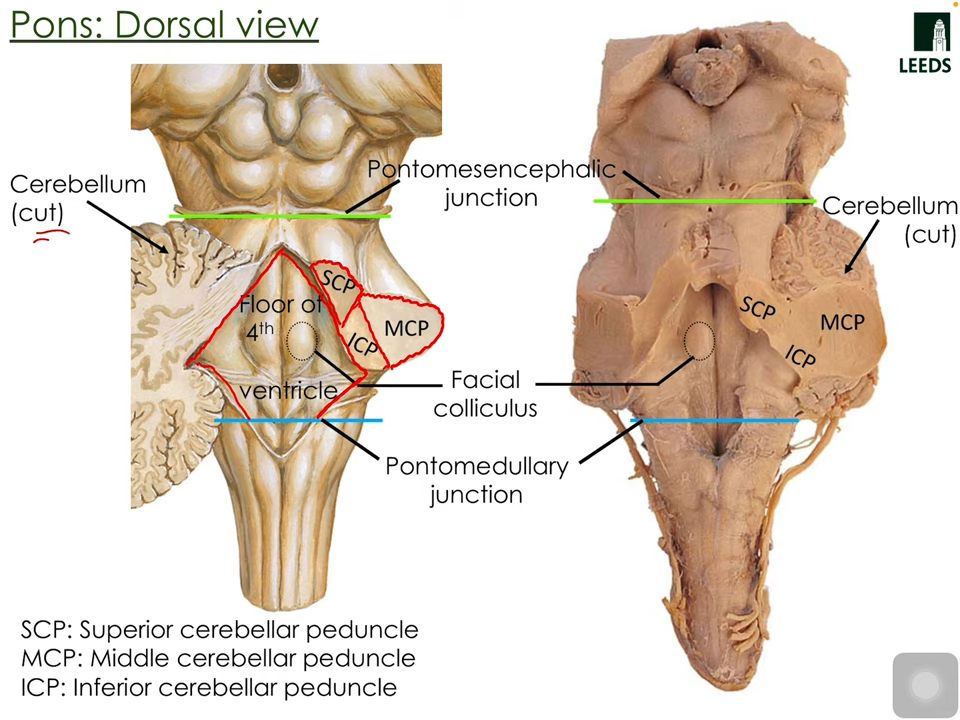 Pons: Dorsal view
LEEDS
Pontomesencephalic
junction
Cerebellum
(cut)
Cerebellum
(cut)
SCP
Floor of
4th
ICP
MCP
ventricle
SCP
MCP
ICP
Facial
colliculus
Pontomedullary
junction
SCP: Superior cerebellar peduncle
MCP: Middle cerebellar peduncle
ICP: Inferior cerebellar peduncle